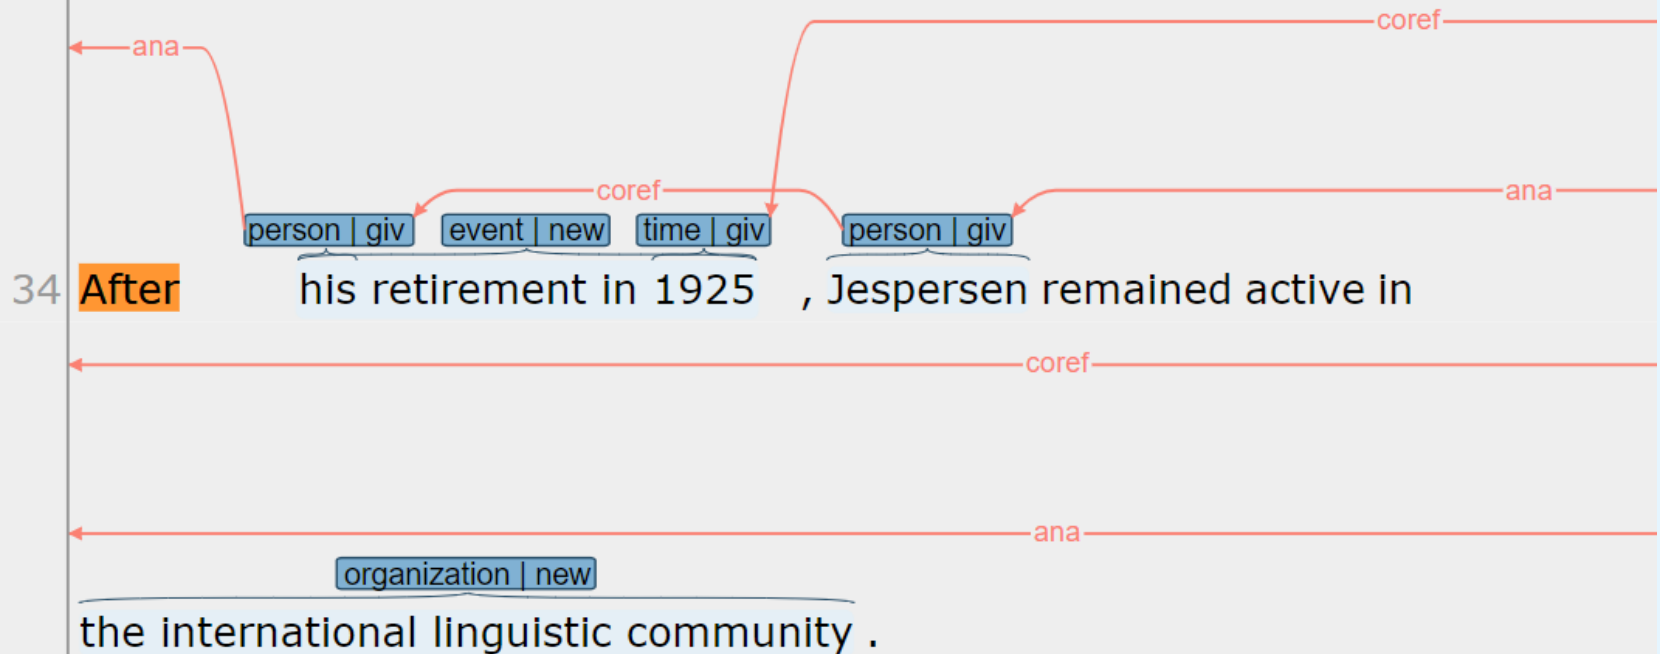 coref
ana
coref ana
person | giv event | new time | giv person | giv
34 After his retirement in 1925 , Jespersen remained active in
coref
ana
organization | new
the international linguistic community .